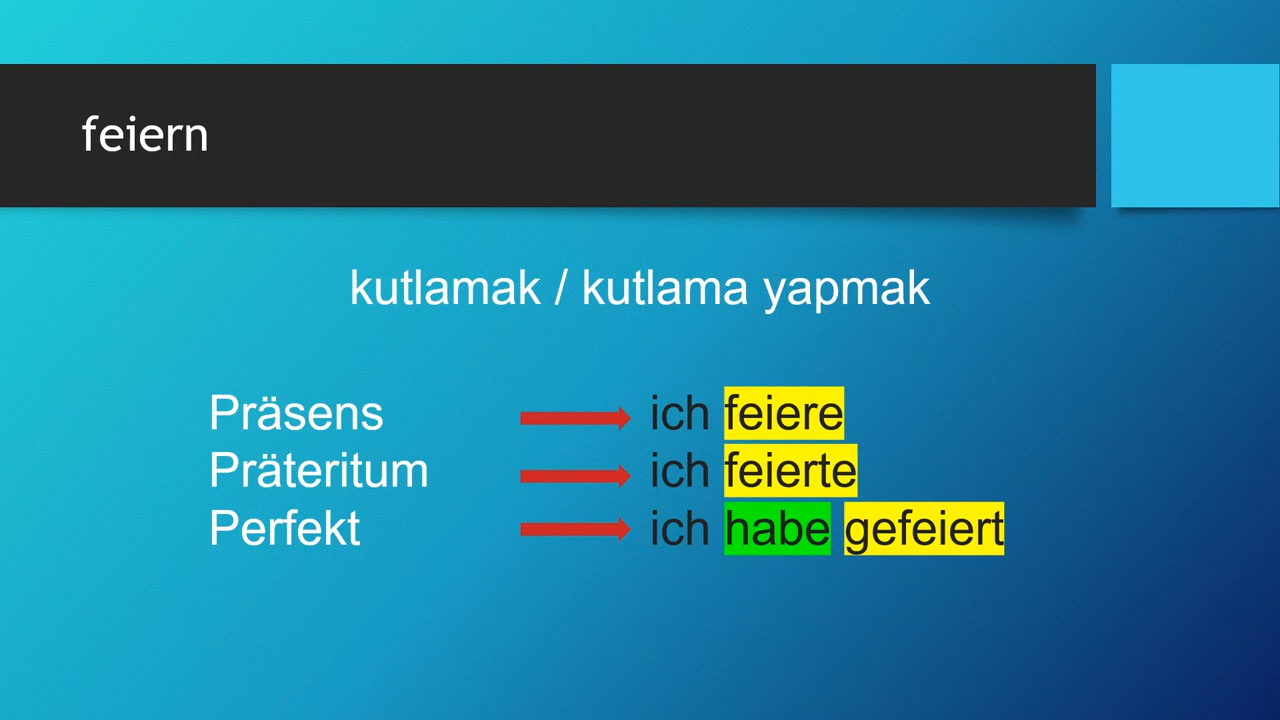 feiern
kutlamak / kutlama yapmak
Präsens ich feiere
Präteritum ich feierte
Perfekt ich habe gefeiert